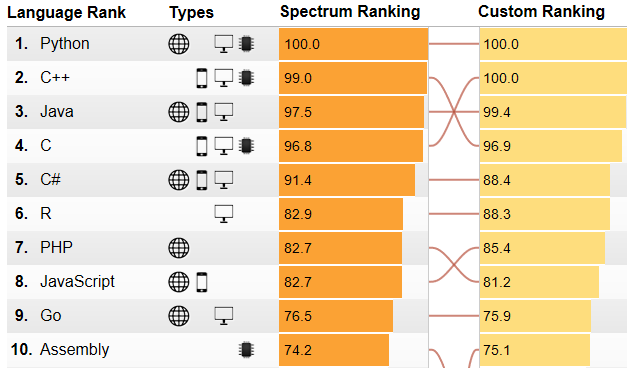 Language Rank Types Spectrum Ranking Custom Ranking
1. Python 100.0 100.0
2. C++ 99.0 100.0
3. Java 97.5 99.4
4. C 96.8 96.9
5. C# 91.4 88.4
6. R 82.9 88.3
7. PHP 82.7 85.4
8. JavaScript 82.7 81.2
9. Go 76.5 75.9
10. Assembly 74.2 75.1